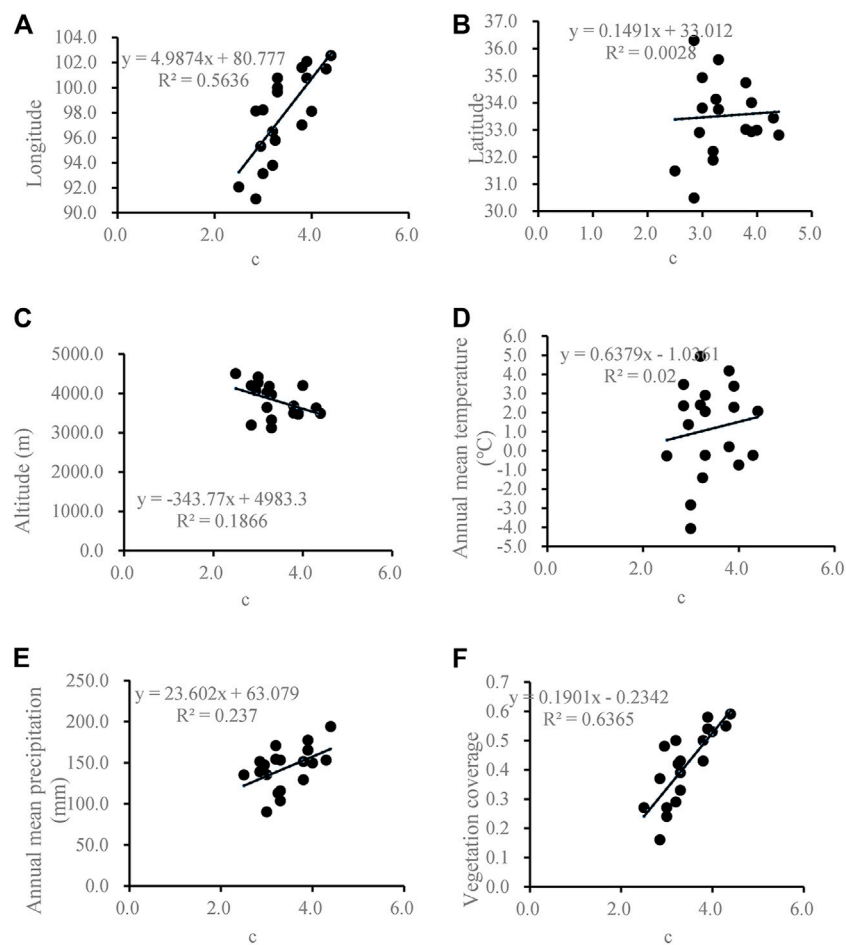 A
104.0
102.0
100.0
98.0
96.0
94.0
92.0
90.0
Longitude
y = 4.9874x + 80.777
R² = 0.5636
0.0 2.0 4.0 6.0
c
B
37.0
36.0
35.0
34.0
33.0
32.0
31.0
30.0
Latitude
y = 0.1491x + 33.012
R² = 0.0028
0.0 1.0 2.0 3.0 4.0 5.0
c
C
5000.0
4000.0
3000.0
2000.0
1000.0
0.0
Altitude (m)
y = -343.77x + 4983.3
R² = 0.1866
0.0 2.0 4.0 6.0
c
D
6.0
5.0
4.0
3.0
2.0
1.0
0.0
-1.0
-2.0
-3.0
-4.0
-5.0
Annual mean temperature
(°C)
y = 0.6379x - 1.0361
R² = 0.02
0.0 2.0 4.0 6.0
c
E
250.0
200.0
150.0
100.0
50.0
0.0
Annual mean precipitation
(mm)
y = 23.602x + 63.079
R² = 0.237
0.0 2.0 4.0 6.0
c
F
0.7
0.6
0.5
0.4
0.3
0.2
0.1
0.0
Vegetation coverage
y = 0.1901x - 0.2342
R² = 0.6365
0.0 2.0 4.0 6.0
c